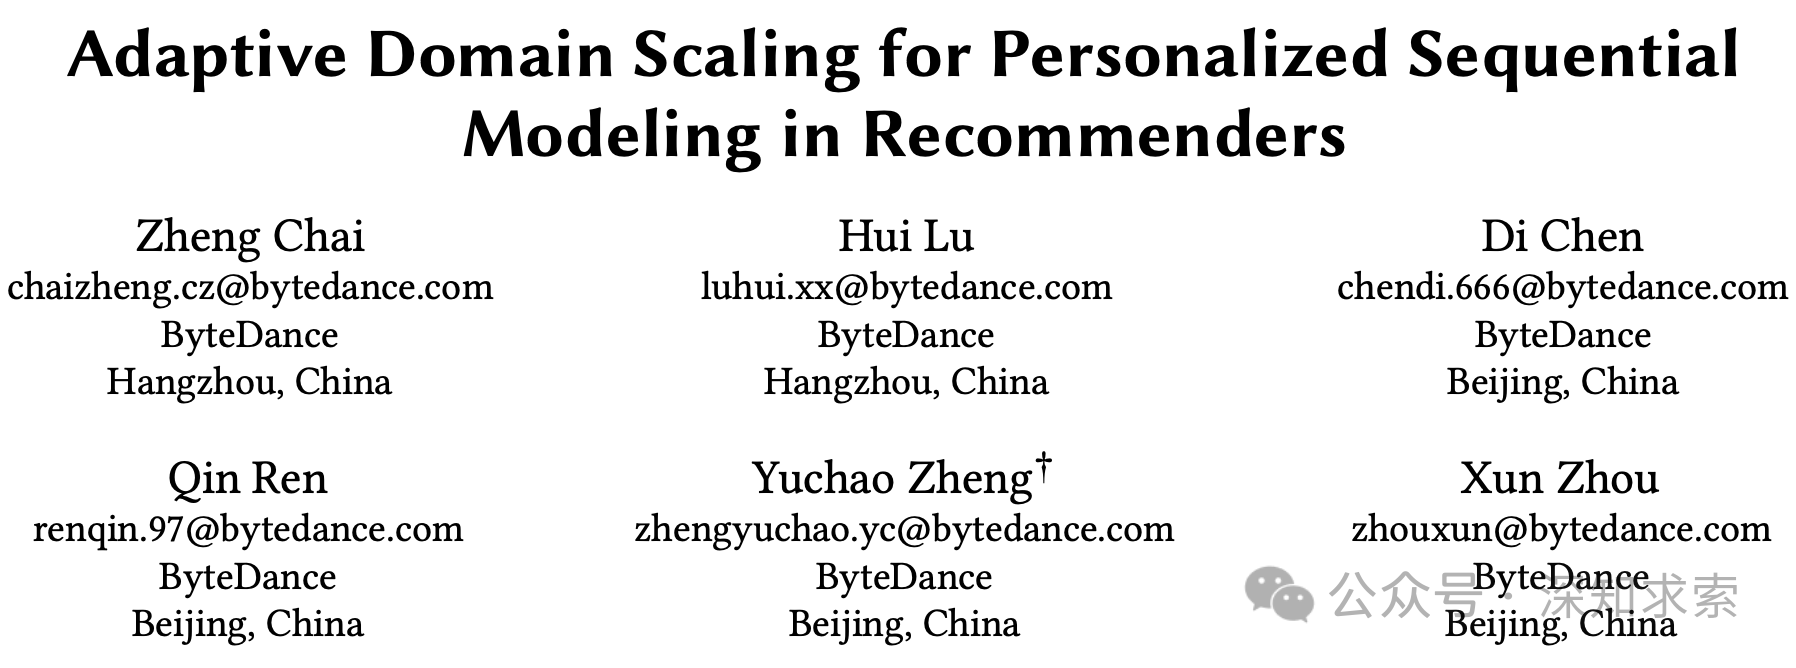 Adaptive Domain Scaling for Personalized Sequential
Modeling in Recommenders
Zheng Chai
chaizheng.cz@bytedance.com
ByteDance
Hangzhou, China
Hui Lu
luhui.xx@bytedance.com
ByteDance
Hangzhou, China
Di Chen
chendi.666@bytedance.com
ByteDance
Beijing, China
Qin Ren
renqin.97@bytedance.com
ByteDance
Beijing, China
Yuchao Zheng†
zhengyuchao.yc@bytedance.com
ByteDance
Beijing, China
Xun Zhou
zhouxun@bytedance.com
ByteDance
Beijing, China
公众号 · 深知求索